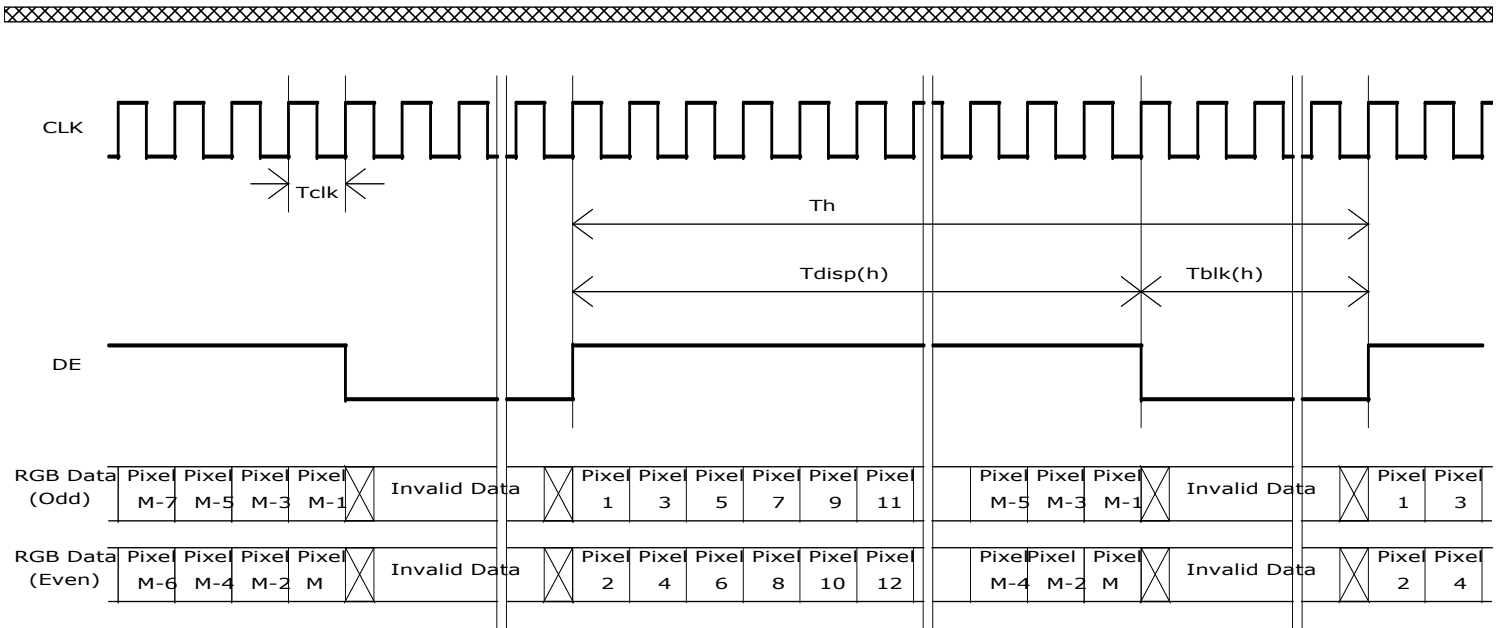 CLK
Tclk
Th
Tdisp(h) Tblk(h)
DE
RGB Data Pixel Pixel Pixel Pixel Invalid Data Pixel Pixel Pixel Pixel Pixel Pixel Pixel Pixel Pixel Invalid Data Pixel Pixel
(Odd) M-7 M-5 M-3 M-1 1 3 5 7 9 11 M-5 M-3 M-1 1 3
RGB Data Pixel Pixel Pixel Pixel Invalid Data Pixel Pixel Pixel Pixel Pixel Pixel Pixel Pixel Pixel Invalid Data Pixel Pixel
(Even) M-6 M-4 M-2 M 2 4 6 8 10 12 M-4 M-2 M 2 4